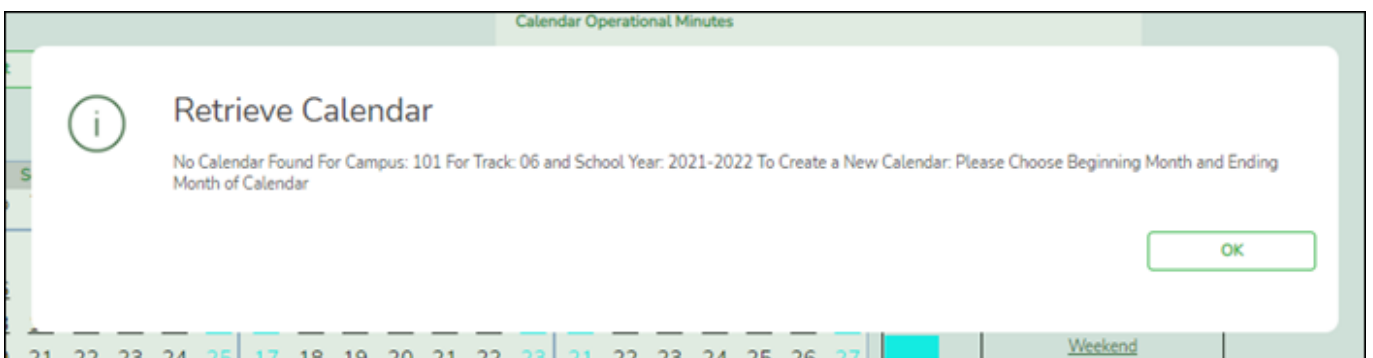 Calendar Operational Minutes
Retrieve Calendar
No Calendar Found For Campus: 101 For Track: 06 and School Year: 2021-2022 To Create a New Calendar: Please Choose Beginning Month and Ending
Month of Calendar
OK
21 22 23 24 25 17 18 19 20 21 22 23 21 22 23 24 25 26 27
Weekend